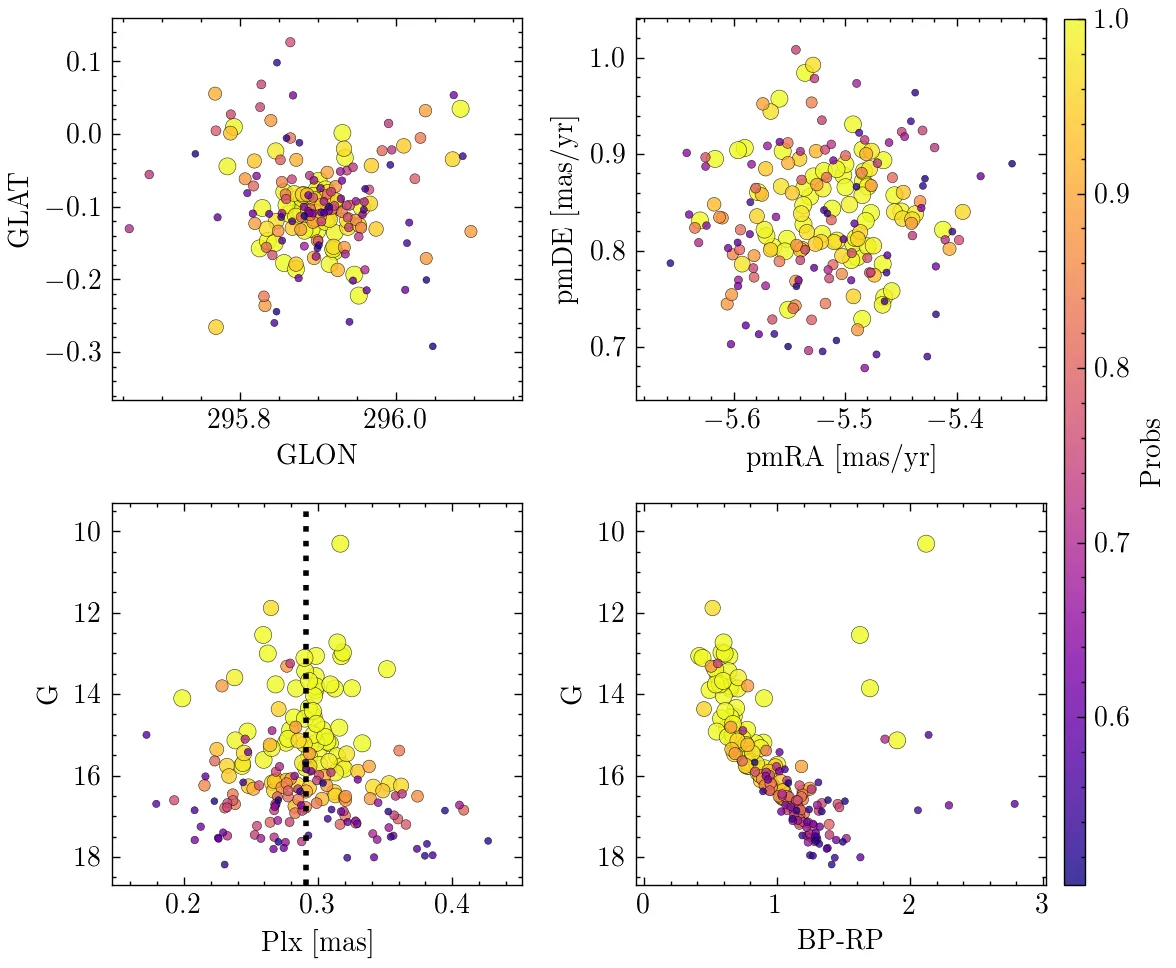 0.1
0.0
−0.1
−0.2
−0.3
GLAT
295.8 296.0
GLON
1.0
0.9
0.8
0.7
pmDE [mas/yr]
−5.6 −5.5 −5.4
pmRA [mas/yr]
10
12
14
16
18
G
0.2 0.3 0.4
Plx [mas]
10
12
14
16
18
G
0 1 2 3
BP-RP
1.0
0.9
0.8
0.7
0.6
Probs